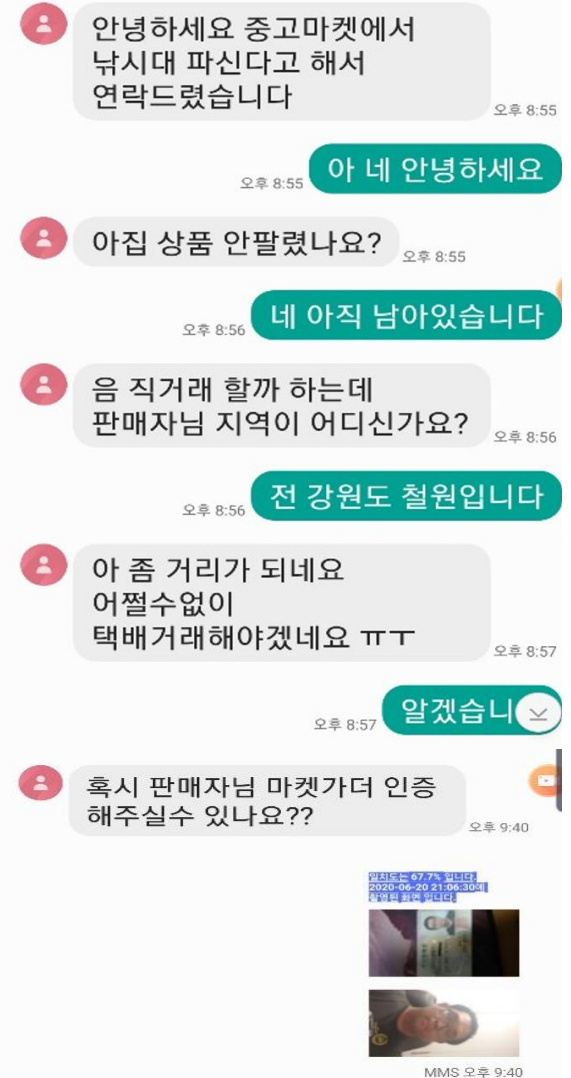 안녕하세요 중고마켓에서
낚시대 파신다고 해서
연락드렸습니다
오후 8:55
아 네 안녕하세요
오후 8:55
아집 상품 안팔렸나요?
오후 8:55
네 아직 남아있습니다
오후 8:56
음 직거래 할까 하는데
판매자님 지역이 어디신가요?
오후 8:56
전 강원도 철원입니다
오후 8:56
아 좀 거리가 되네요
어쩔수없이
택배거래해야겠네요 ㅠㅜ
오후 8:57
알겠습니
오후 8:57
혹시 판매자님 마켓가더 인증
해주실수 있나요??
오후 9:40
일치도는 67.7% 입니다.
2020-06-20 21:06:30에
촬영된 화면 입니다.
MMS 오후 9:40